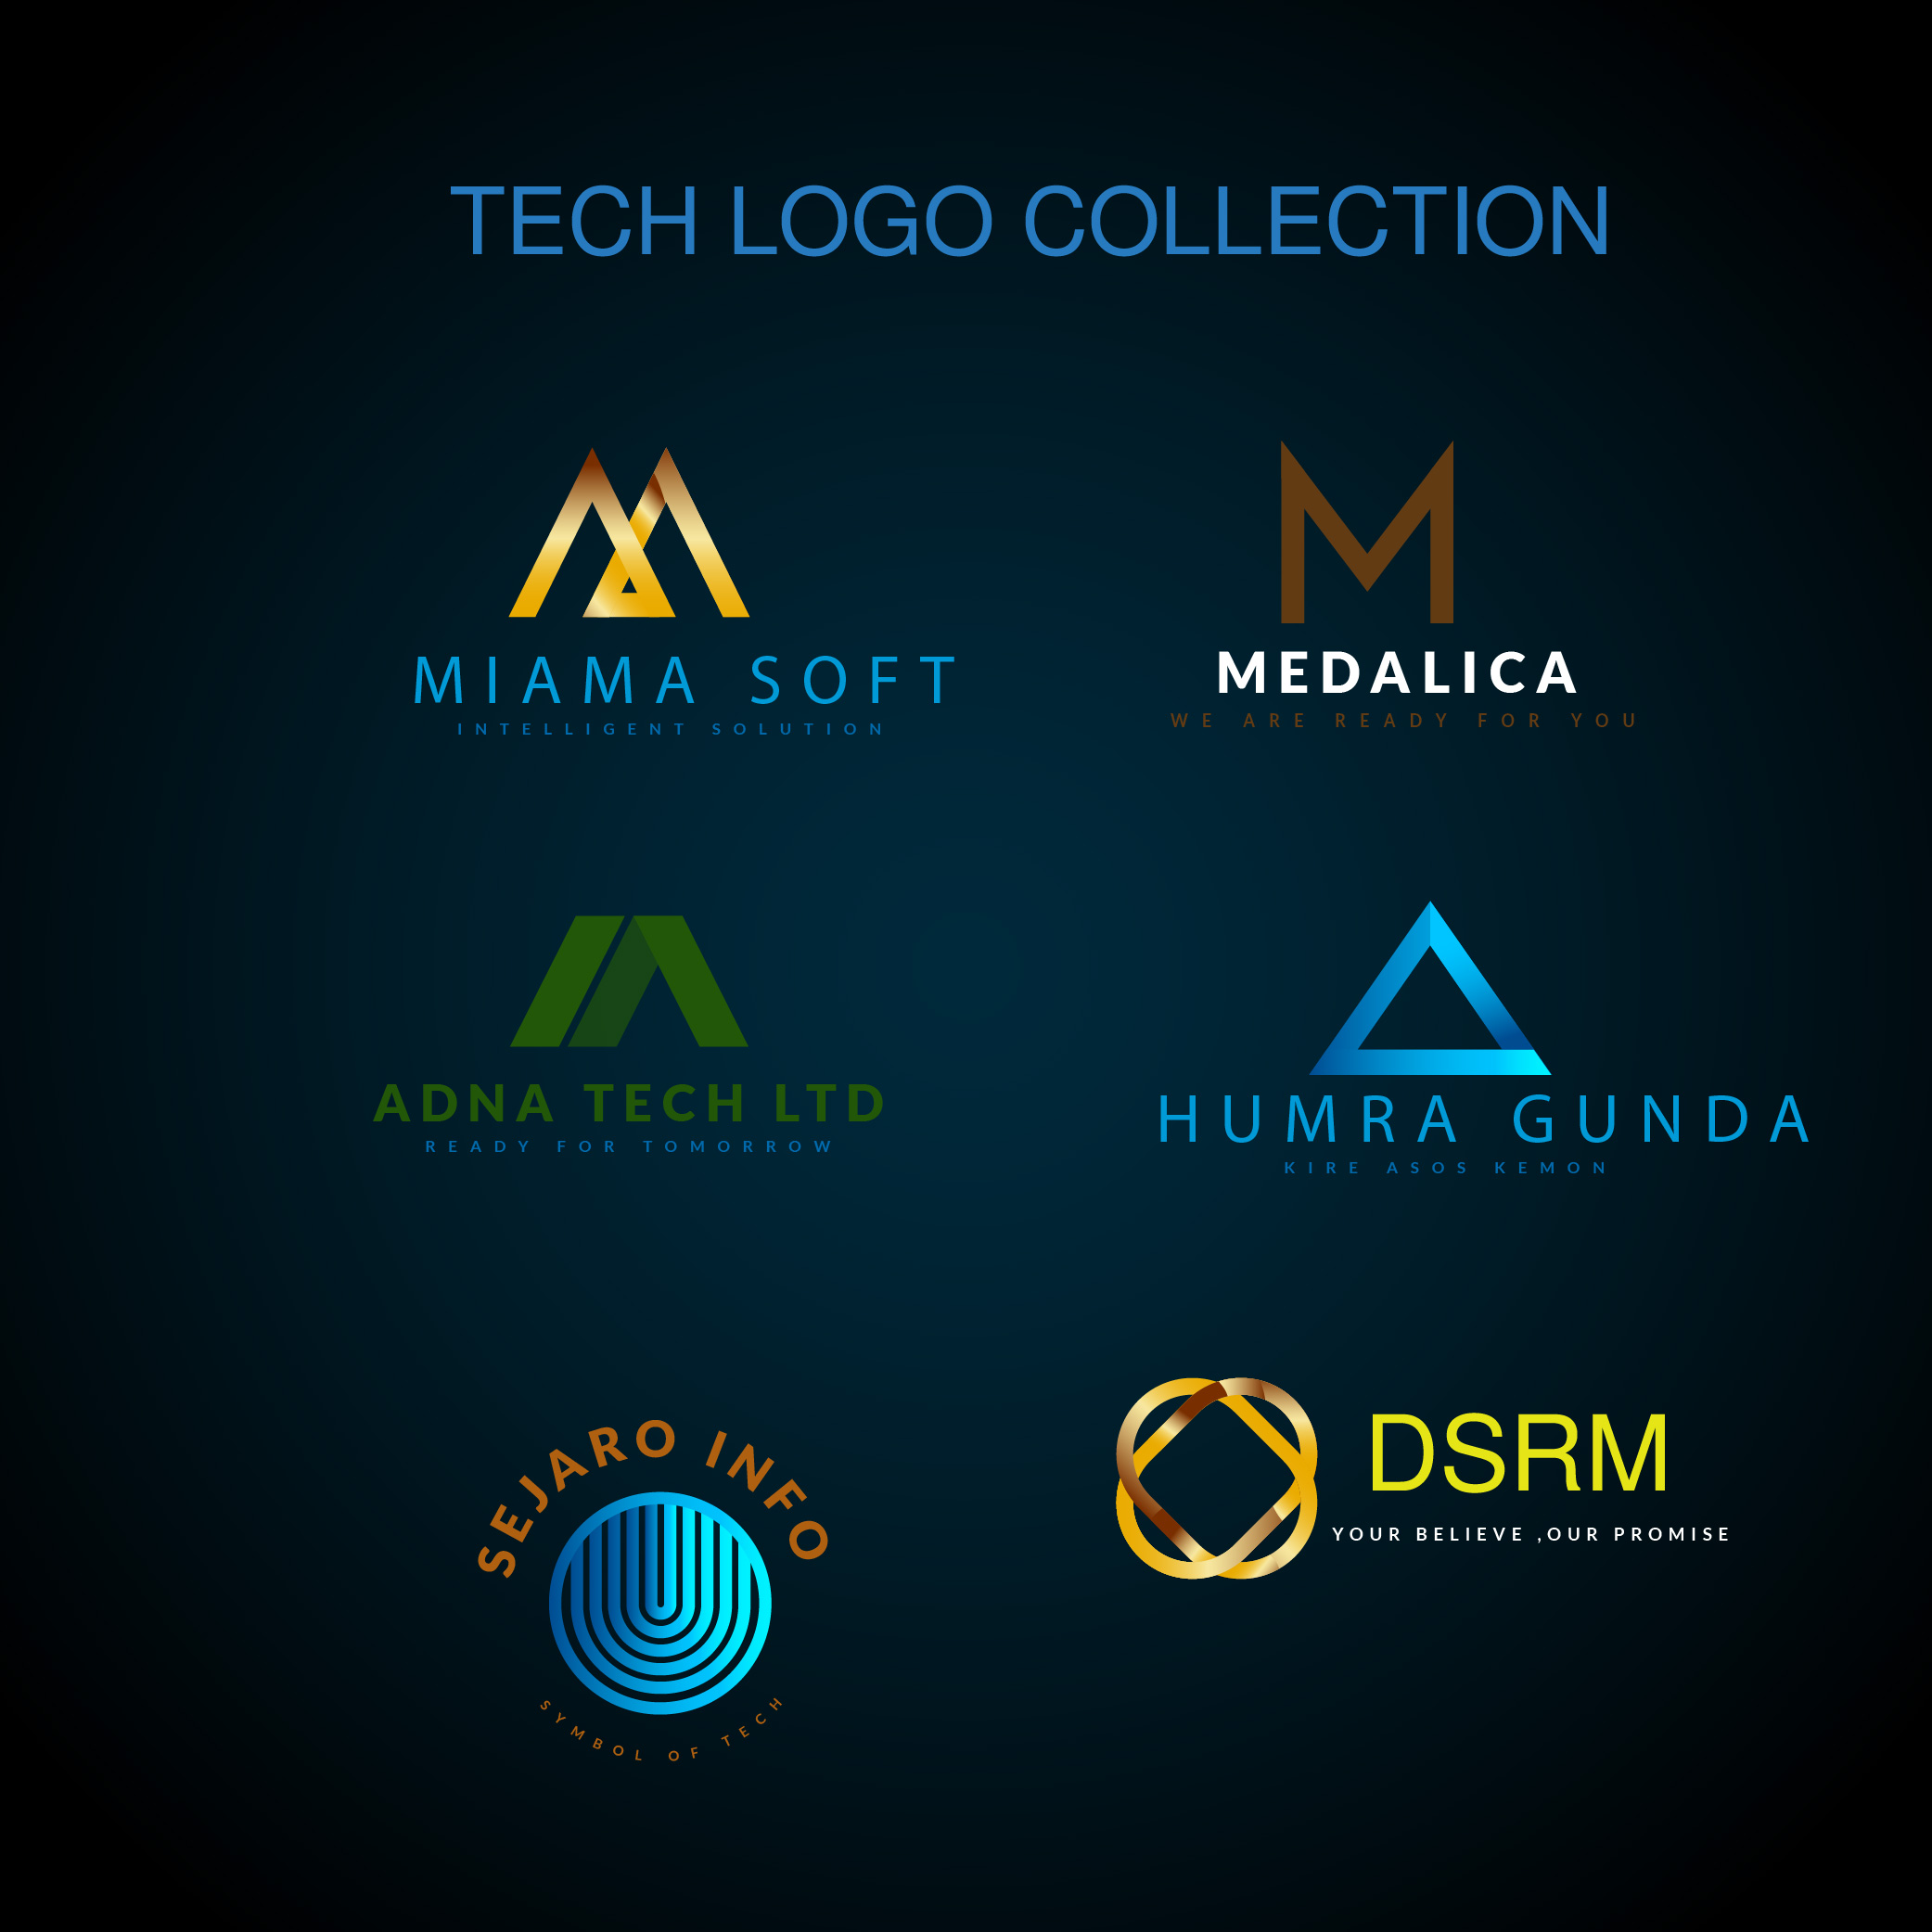 TECH LOGO COLLECTION
MIAMA SOFT
INTELLIGENT SOLUTION
M
MEDALICA
WE ARE READY FOR YOU
ADNA TECH LTD
READY FOR TOMORROW
HUMRA GUNDA
KIRE ASOS KEMON
SEJARO INFO
SYMBOL OF TECH
DSRM
YOUR BELIEVE ,OUR PROMISE